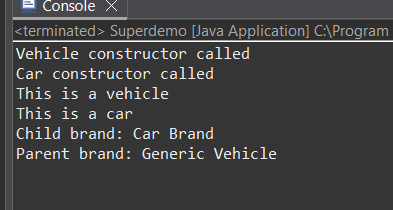 Console
<terminated> Superdemo [Java Application] C:\Program
Vehicle constructor called
Car constructor called
This is a vehicle
This is a car
Child brand: Car Brand
Parent brand: Generic Vehicle